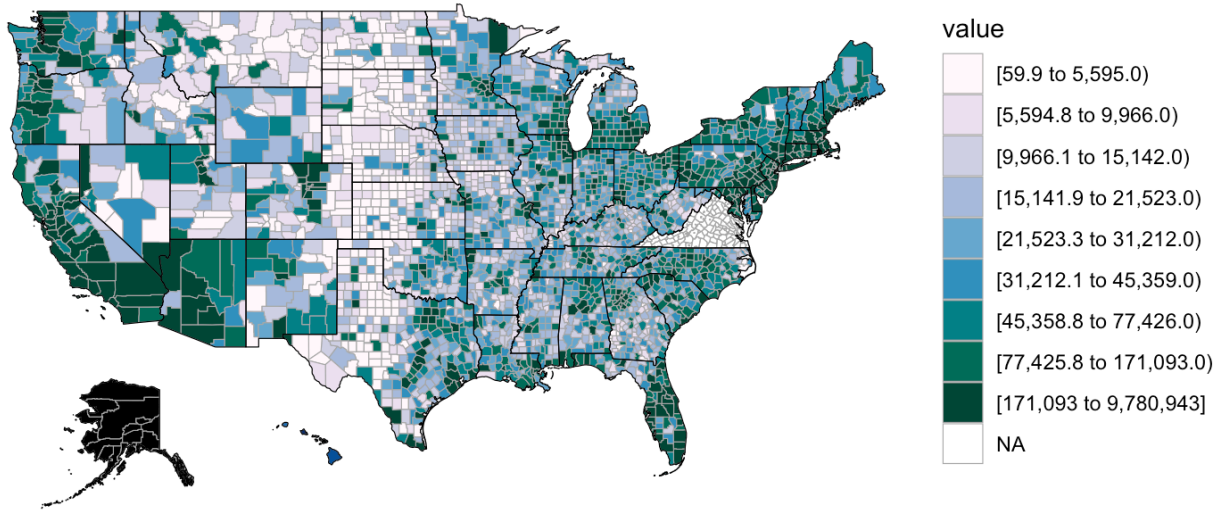 value
[59.9 to 5,595.0)
[5,594.8 to 9,966.0)
[9,966.1 to 15,142.0)
[15,141.9 to 21,523.0)
[21,523.3 to 31,212.0)
[31,212.1 to 45,359.0)
[45,358.8 to 77,426.0)
[77,425.8 to 171,093.0)
[171,093 to 9,780,943]
NA